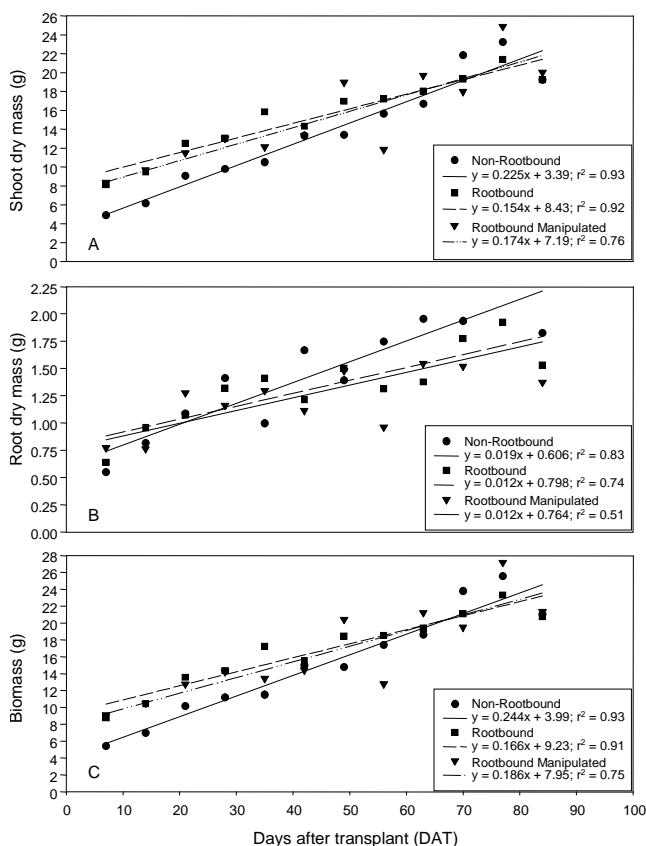 26
24
22
20
18
16
14
12
10
8
6
4
2
0
Shoot dry mass (g)
A
Non-Rootbound
y = 0.225x + 3.39; r² = 0.93
Rootbound
y = 0.154x + 8.43; r² = 0.92
Rootbound Manipulated
y = 0.174x + 7.19; r² = 0.76
2.25
2.00
1.75
1.50
1.25
1.00
0.75
0.50
0.25
0.00
Root dry mass (g)
B
Non-Rootbound
y = 0.019x + 0.606; r² = 0.83
Rootbound
y = 0.012x + 0.798; r² = 0.74
Rootbound Manipulated
y = 0.012x + 0.764; r² = 0.51
28
26
24
22
20
18
16
14
12
10
8
6
4
2
0
Biomass (g)
C
Non-Rootbound
y = 0.244x + 3.99; r² = 0.93
Rootbound
y = 0.166x + 9.23; r² = 0.91
Rootbound Manipulated
y = 0.186x + 7.95; r² = 0.75
0 10 20 30 40 50 60 70 80 90 100
Days after transplant (DAT)